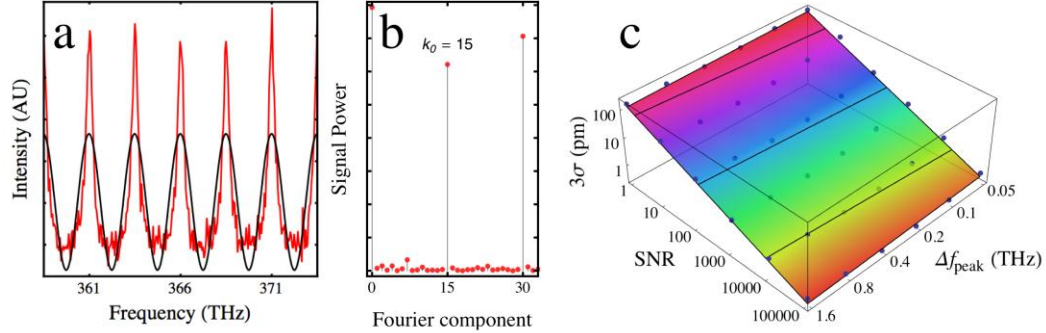 a
Intensity (AU)
361
366
371
Frequency (THz)
b
k₀ = 15
Signal Power
0
15
30
Fourier component
c
3σ (pm)
100
10
1
1
10
100
1000
10000
100000
SNR
0.05
0.1
0.2
0.4
0.8
1.6
Δf_peak (THz)